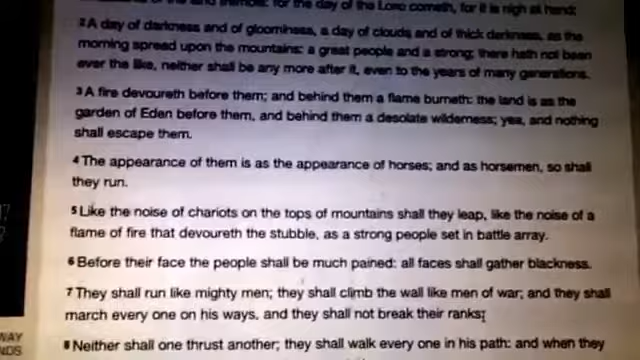 of the land tremble: for the day of the LORD cometh, for it is nigh at hand;
2 A day of darkness and of gloominess, a day of clouds and of thick darkness, as the
morning spread upon the mountains: a great people and a strong; there hath not been
ever the like, neither shall be any more after it, even to the years of many generations.
3 A fire devoureth before them; and behind them a flame burneth: the land is as the
garden of Eden before them, and behind them a desolate wilderness; yea, and nothing
shall escape them.
4 The appearance of them is as the appearance of horses; and as horsemen, so shall
they run.
5 Like the noise of chariots on the tops of mountains shall they leap, like the noise of a
flame of fire that devoureth the stubble, as a strong people set in battle array.
6 Before their face the people shall be much pained: all faces shall gather blackness.
7 They shall run like mighty men; they shall climb the wall like men of war; and they shall
march every one on his ways, and they shall not break their ranks:
8 Neither shall one thrust another; they shall walk every one in his path: and when they
WAY
NDS